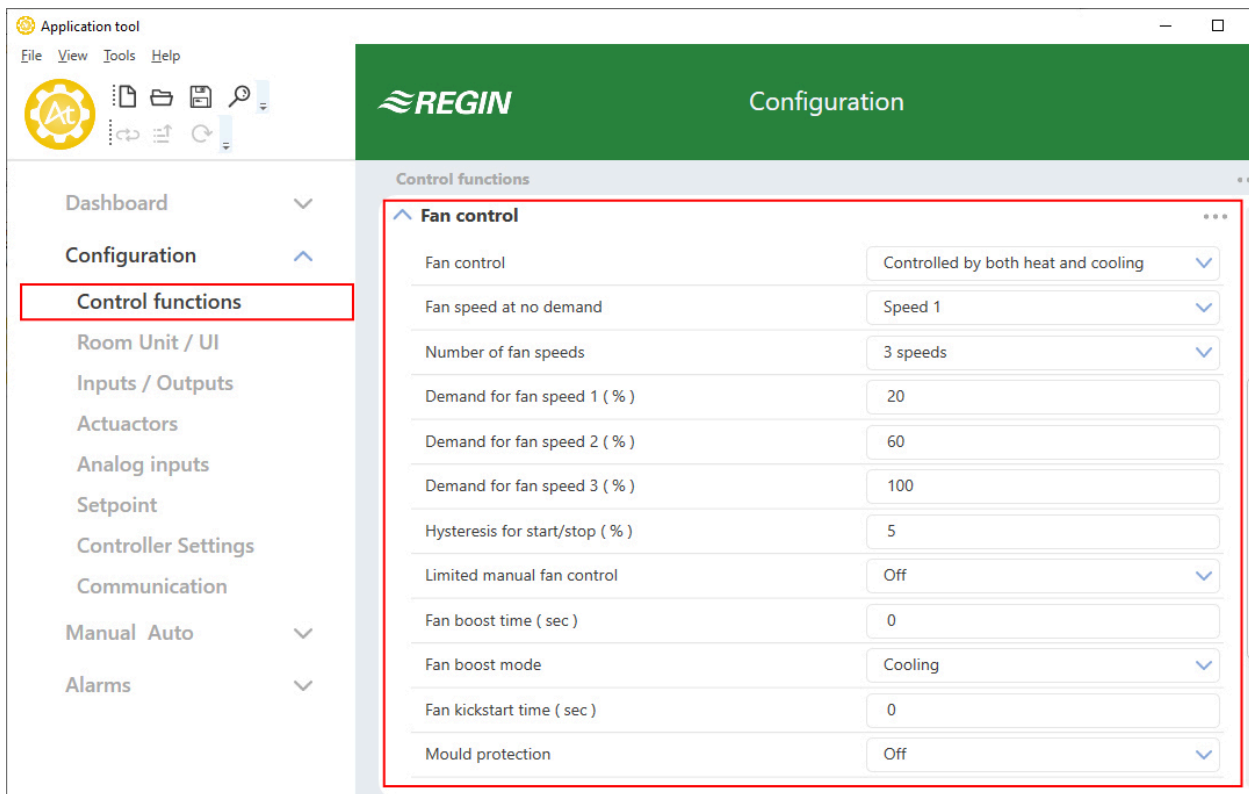 Application tool
File View Tools Help
At
REGIN
Configuration
Dashboard
Configuration
Control functions
Room Unit / UI
Inputs / Outputs
Actuactors
Analog inputs
Setpoint
Controller Settings
Communication
Manual Auto
Alarms
Control functions
Fan control
Fan control Controlled by both heat and cooling
Fan speed at no demand Speed 1
Number of fan speeds 3 speeds
Demand for fan speed 1 ( % ) 20
Demand for fan speed 2 ( % ) 60
Demand for fan speed 3 ( % ) 100
Hysteresis for start/stop ( % ) 5
Limited manual fan control Off
Fan boost time ( sec ) 0
Fan boost mode Cooling
Fan kickstart time ( sec ) 0
Mould protection Off